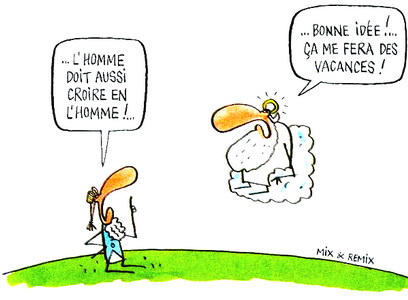 ... L'HOMME
DOIT AUSSI
CROIRE EN
L'HOMME !...
... BONNE IDÉE !...
ÇA ME FERA DES
VACANCES !
MIX & REMIX